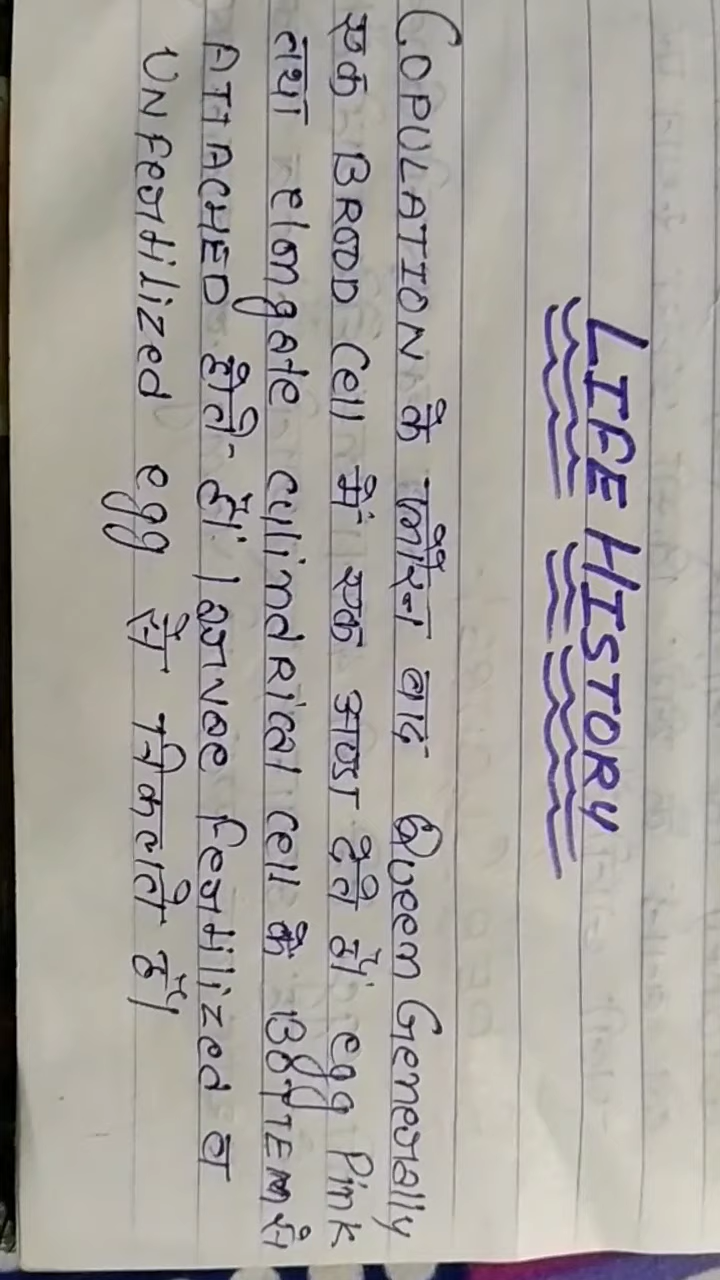 LIFE HISTORY
COPULATION के तीन बाद Queen Generally
एक BROOD Cell में एक अण्डा देती हैं egg Pink
तथा elongate culindRical cell के BOTTEM से
ATTACHED होते हैं। larvae fertilized व
UNfertilized egg से निकलते हैं।